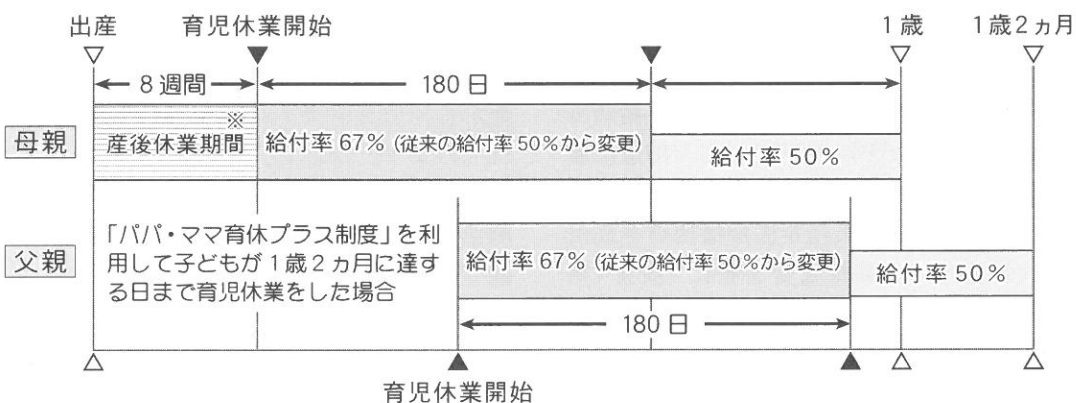 出産
育児休業開始
1歳
1歳2ヵ月
8週間
180日
母親
※
産後休業期間
給付率67%(従来の給付率50%から変更)
給付率50%
父親
「パパ・ママ育休プラス制度」を利
用して子どもが1歳2ヵ月に達す
る日まで育児休業をした場合
給付率67%(従来の給付率50%から変更)
給付率50%
180日
育児休業開始